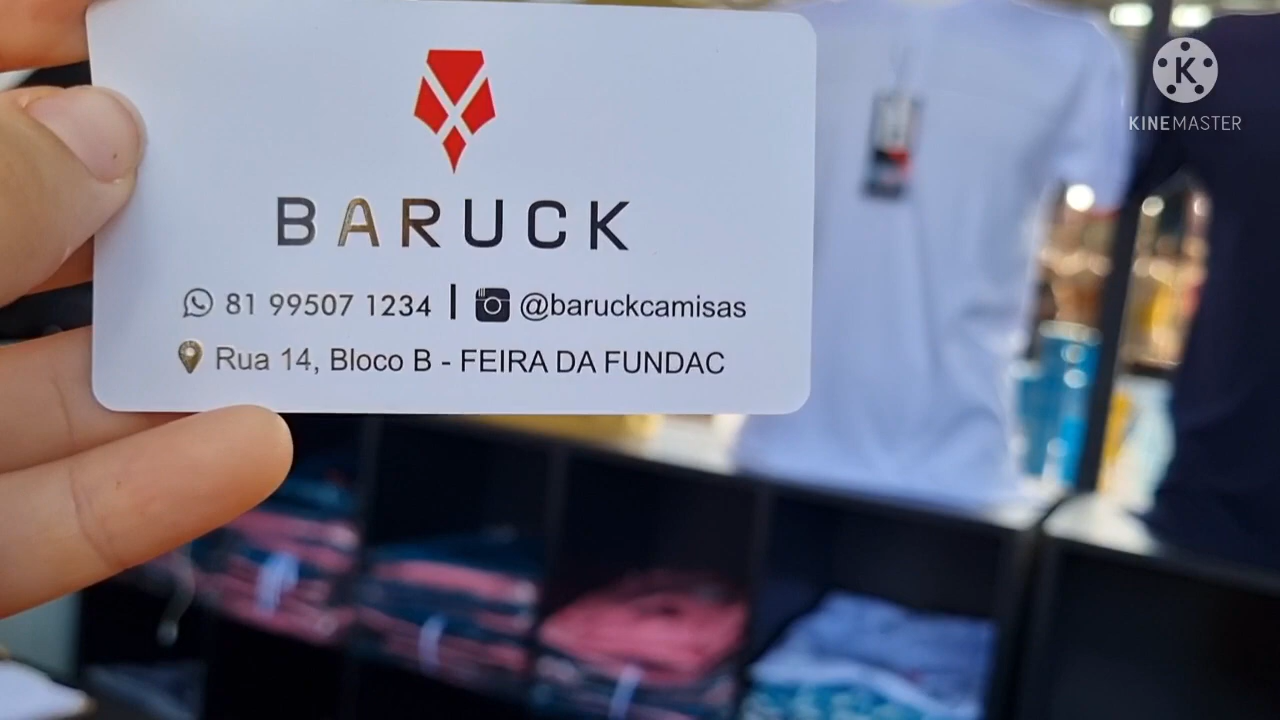 BARUCK
81 99507 1234 | @baruckcamisas
Rua 14, Bloco B - FEIRA DA FUNDAC
K
KINEMASTER